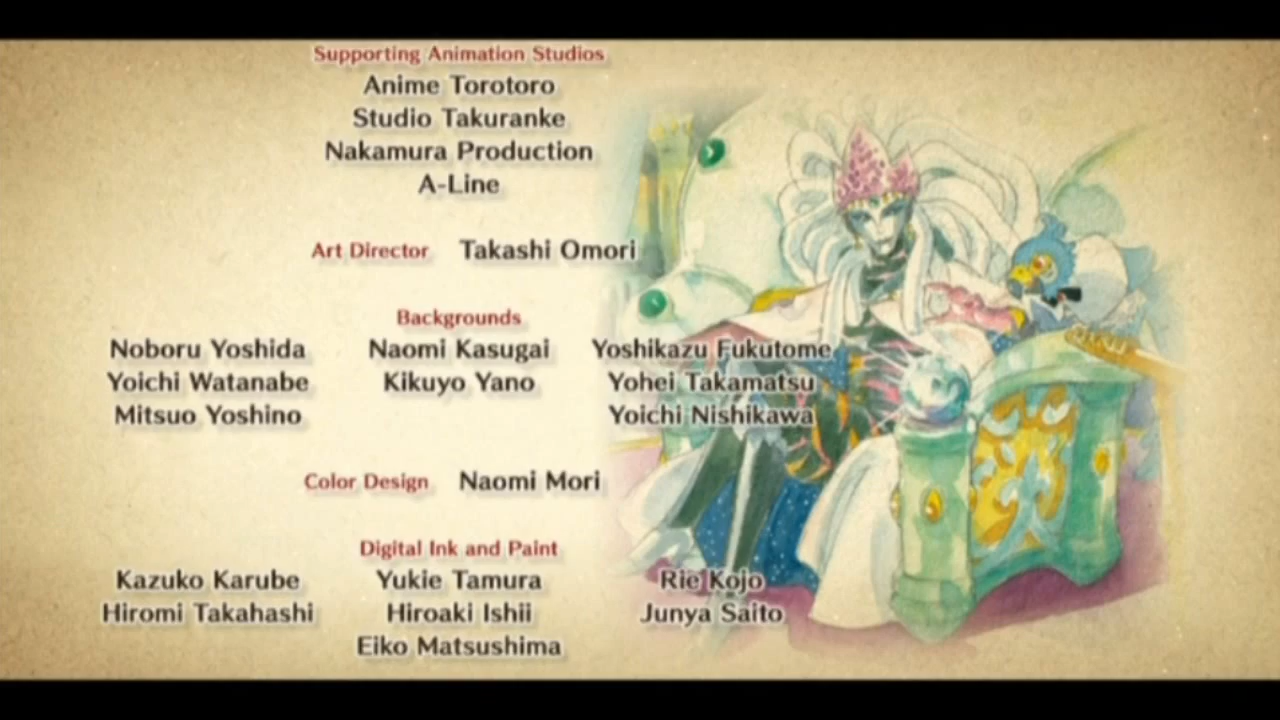 Supporting Animation Studios
Anime Torotoro
Studio Takuranke
Nakamura Production
A-Line
Art Director Takashi Omori
Backgrounds
Noboru Yoshida Naomi Kasugai Yoshikazu Fukutome
Yoichi Watanabe Kikuyo Yano Yohei Takamatsu
Mitsuo Yoshino Yoichi Nishikawa
Color Design Naomi Mori
Digital Ink and Paint
Kazuko Karube Yukie Tamura Rie Kojo
Hiromi Takahashi Hiroaki Ishii Junya Saito
Eiko Matsushima